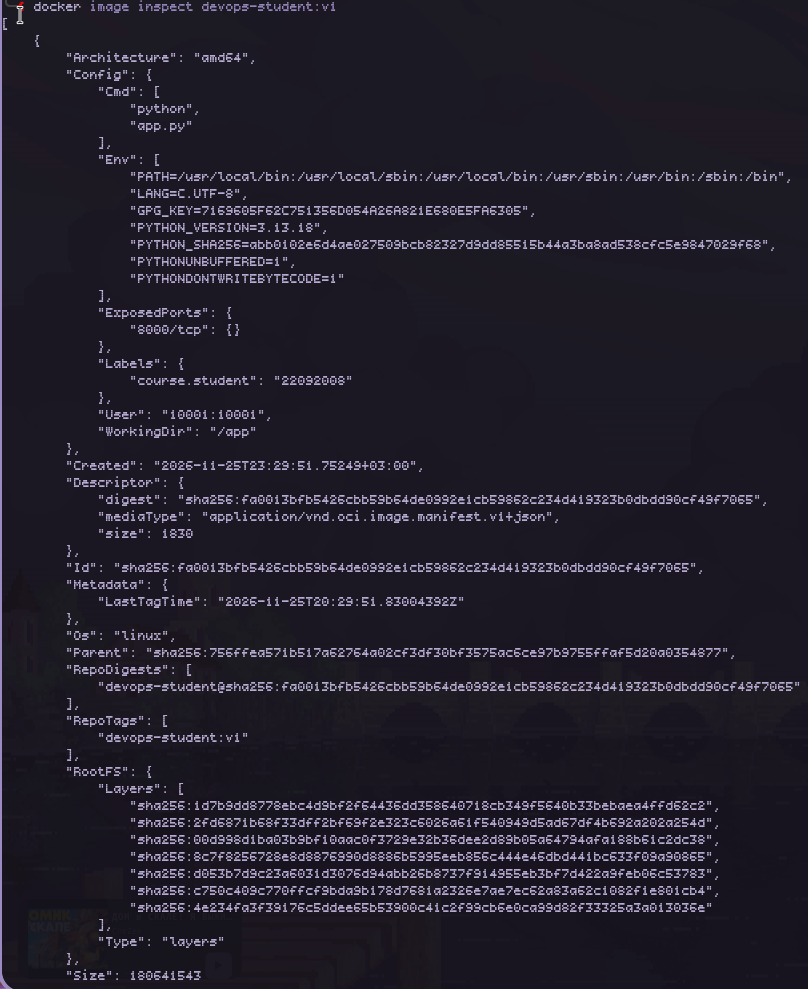 docker image inspect devops-student:v1
[
    {
        "Architecture": "amd64",
        "Config": {
            "Cmd": [
                "python",
                "app.py"
            ],
            "Env": [
                "PATH=/usr/local/bin:/usr/local/sbin:/usr/local/bin:/usr/sbin:/usr/bin:/sbin:/bin",
                "LANG=C.UTF-8",
                "GPG_KEY=7169605F62C751356D054A26A821E680E5FA6305",
                "PYTHON_VERSION=3.13.18",
                "PYTHON_SHA256=abb0102e6d4ae027509bcb82327d9dd85515b44a3ba8ad538cfc5e9847029f68",
                "PYTHONUNBUFFERED=1",
                "PYTHONDONTWRITEBYTECODE=1"
            ],
            "ExposedPorts": {
                "8000/tcp": {}
            },
            "Labels": {
                "course.student": "22092008"
            },
            "User": "10001:10001",
            "WorkingDir": "/app"
        },
        "Created": "2026-11-25T23:29:51.75249+03:00",
        "Descriptor": {
            "digest": "sha256:fa0013bfb5426cbb59b64de0992e1cb59862c234d419323b0dbdd90cf49f7065",
            "mediaType": "application/vnd.oci.image.manifest.v1+json",
            "size": 1830
        },
        "Id": "sha256:fa0013bfb5426cbb59b64de0992e1cb59862c234d419323b0dbdd90cf49f7065",
        "Metadata": {
            "LastTagTime": "2026-11-25T20:29:51.83004392Z"
        },
        "Os": "linux",
        "Parent": "sha256:756ffea571b517a62764a02cf3df30bf3575ac6ce97b9755ffaf5d20a0354877",
        "RepoDigests": [
            "devops-student@sha256:fa0013bfb5426cbb59b64de0992e1cb59862c234d419323b0dbdd90cf49f7065"
        ],
        "RepoTags": [
            "devops-student:v1"
        ],
        "RootFS": {
            "Layers": [
                "sha256:1d7b9dd8778ebc4d9bf2f64436dd358640718cb349f5640b33bebaea4ffd62c2",
                "sha256:2fd6871b68f33dff2bf69f2e323c6026a61f540949d5ad67df4b692a202a254d",
                "sha256:00d998d1ba03b9bf10aac0f3729e32b36dee2d89b05a64794afa188b61c2dc38",
                "sha256:8c7f8256728e8d8876990d8886b5995eeb856c444e46dbd441bc633f09a90865",
                "sha256:d053b7d9c23a6031d3076d94abb26b8737f914955eb3bf7d422a9feb06c53783",
                "sha256:c750c409c770ffcf9bda9b178d7681a2326e7ae7ec62a83a62c1082f1e801cb4",
                "sha256:4e234fa3f39176c5ddee65b53900c41c2f99cb6e0ca99d82f33325a3a013036e"
            ],
            "Type": "layers"
        },
        "Size": 180641543